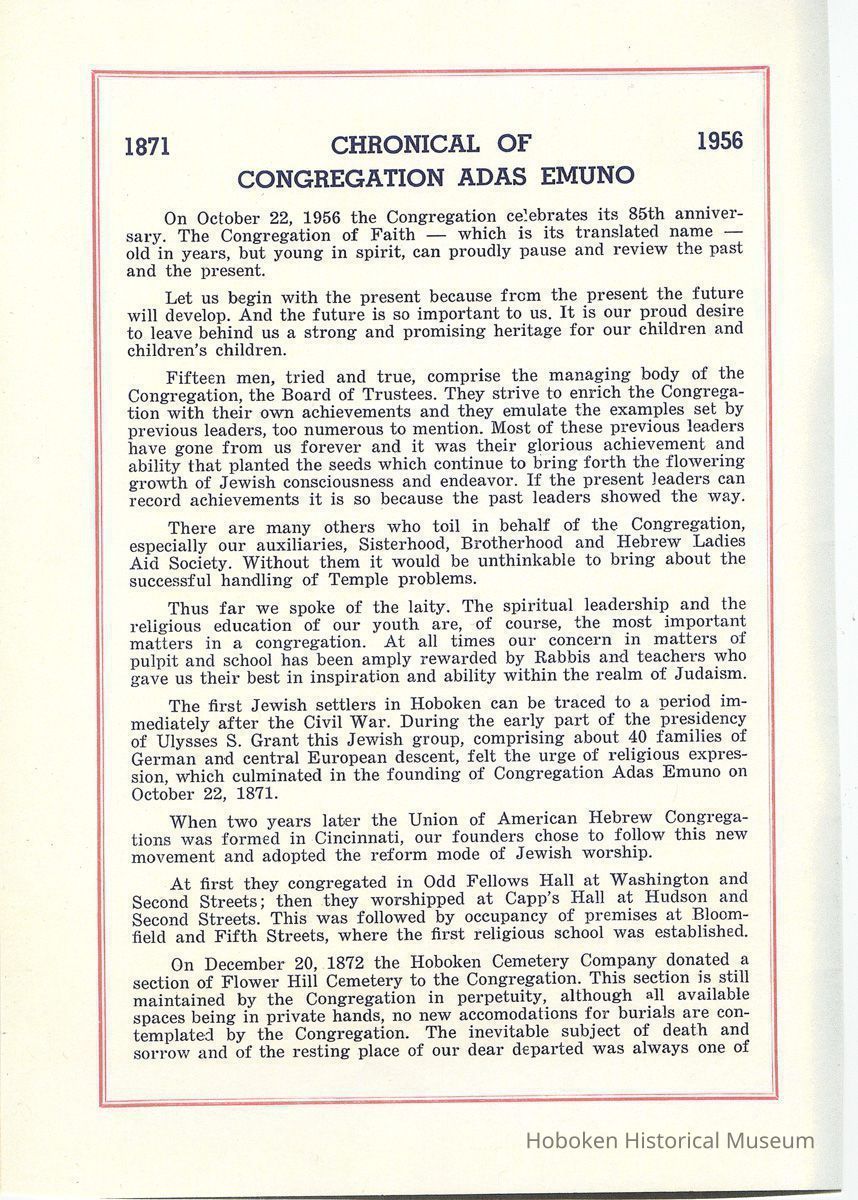 1871 CHRONICAL OF 1956
CONGREGATION ADAS EMUNO
On October 22, 1956 the Congregation celebrates its 85th anniver-
sary. The Congregation of Faith — which is its translated name —
old in years, but young in spirit, can proudly pause and review the past
and the present.
Let us begin with the present because from the present the future
will develop. And the future is so important to us. It is our proud desire
to leave behind us a strong and promising heritage for our children and
children's children.
Fifteen men, tried and true, comprise the managing body of the
Congregation, the Board of Trustees. They strive to enrich the Congrega-
tion with their own achievements and they emulate the examples set by
previous leaders, too numerous to mention. Most of these previous leaders
have gone from us forever and it was their glorious achievement and
ability that planted the seeds which continue to bring forth the flowering
growth of Jewish consciousness and endeavor. If the present leaders can
record achievements it is so because the past leaders showed the way.
There are many others who toil in behalf of the Congregation,
especially our auxiliaries, Sisterhood, Brotherhood and Hebrew Ladies
Aid Society. Without them it would be unthinkable to bring about the
successful handling of Temple problems.
Thus far we spoke of the laity. The spiritual leadership and the
religious education of our youth are, of course, the most important
matters in a congregation. At all times our concern in matters of
pulpit and school has been amply rewarded by Rabbis and teachers who
gave us their best in inspiration and ability within the realm of Judaism.
The first Jewish settlers in Hoboken can be traced to a period im-
mediately after the Civil War. During the early part of the presidency
of Ulysses S. Grant this Jewish group, comprising about 40 families of
German and central European descent, felt the urge of religious expres-
sion, which culminated in the founding of Congregation Adas Emuno on
October 22, 1871.
When two years later the Union of American Hebrew Congrega-
tions was formed in Cincinnati, our founders chose to follow this new
movement and adopted the reform mode of Jewish worship.
At first they congregated in Odd Fellows Hall at Washington and
Second Streets; then they worshipped at Capp's Hall at Hudson and
Second Streets. This was followed by occupancy of premises at Bloom-
field and Fifth Streets, where the first religious school was established.
On December 20, 1872 the Hoboken Cemetery Company donated a
section of Flower Hill Cemetery to the Congregation. This section is still
maintained by the Congregation in perpetuity, although all available
spaces being in private hands, no new accomodations for burials are con-
templated by the Congregation. The inevitable subject of death and
sorrow and of the resting place of our dear departed was always one of
Hoboken Historical Museum